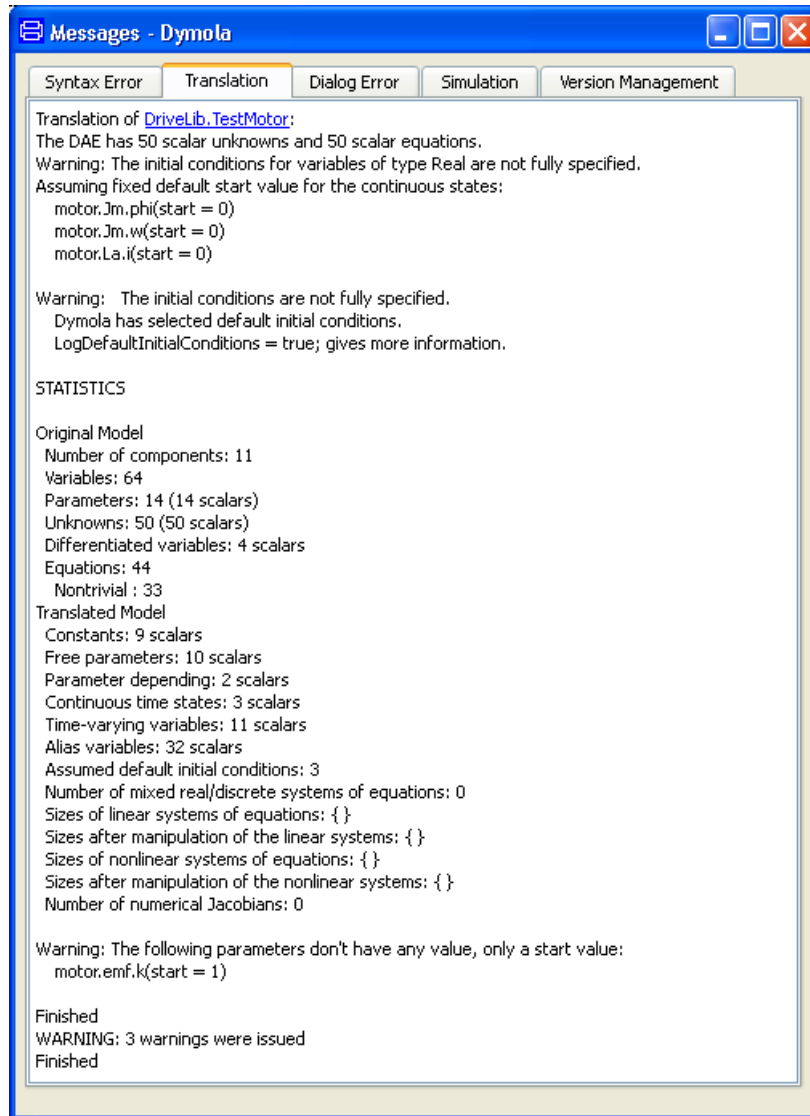 Messages - Dymola
Syntax Error Translation Dialog Error Simulation Version Management
Translation of DriveLib.TestMotor:
The DAE has 50 scalar unknowns and 50 scalar equations.
Warning: The initial conditions for variables of type Real are not fully specified.
Assuming fixed default start value for the continuous states:
motor.Jm.phi(start = 0)
motor.Jm.w(start = 0)
motor.La.i(start = 0)
Warning:   The initial conditions are not fully specified.
Dymola has selected default initial conditions.
LogDefaultInitialConditions = true; gives more information.
STATISTICS
Original Model
Number of components: 11
Variables: 64
Parameters: 14 (14 scalars)
Unknowns: 50 (50 scalars)
Differentiated variables: 4 scalars
Equations: 44
Nontrivial : 33
Translated Model
Constants: 9 scalars
Free parameters: 10 scalars
Parameter depending: 2 scalars
Continuous time states: 3 scalars
Time-varying variables: 11 scalars
Alias variables: 32 scalars
Assumed default initial conditions: 3
Number of mixed real/discrete systems of equations: 0
Sizes of linear systems of equations: { }
Sizes after manipulation of the linear systems: { }
Sizes of nonlinear systems of equations: { }
Sizes after manipulation of the nonlinear systems: { }
Number of numerical Jacobians: 0
Warning: The following parameters don't have any value, only a start value:
motor.emf.k(start = 1)
Finished
WARNING: 3 warnings were issued
Finished